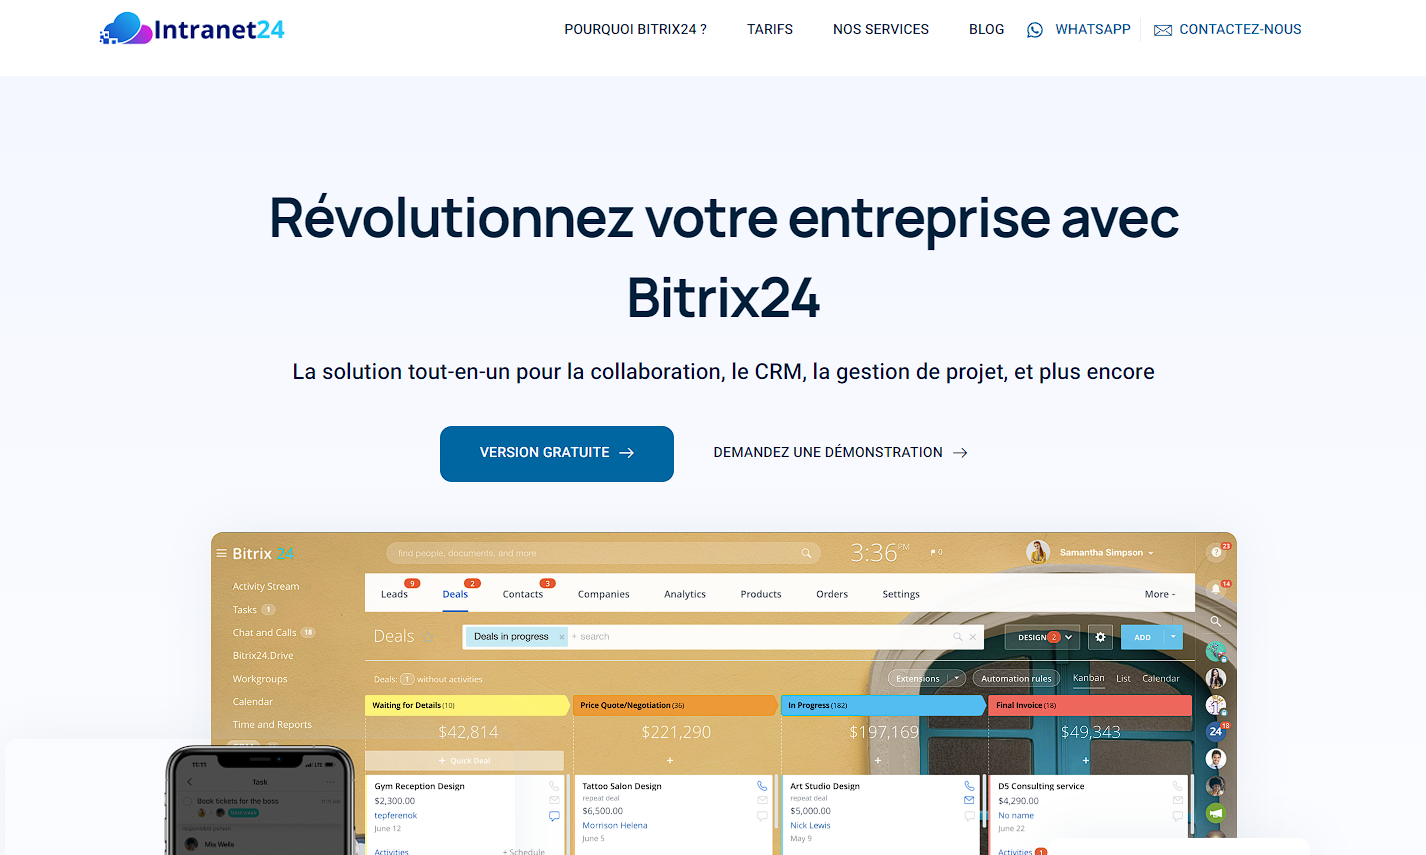 Intranet24
POURQUOI BITRIX24 ?
TARIFS
NOS SERVICES
BLOG
WHATSAPP
CONTACTEZ-NOUS
Révolutionnez votre entreprise avec
Bitrix24
La solution tout-en-un pour la collaboration, le CRM, la gestion de projet, et plus encore
VERSION GRATUITE →
DEMANDEZ UNE DÉMONSTRATION →
Bitrix 24
find people, documents, and more
3:36 PM
0
Samantha Simpson
23
Activity Stream
Tasks 1
Chat and Calls 18
Bitrix24.Drive
Workgroups
Calendar
Time and Reports
Leads 9
Deals 2
Contacts 3
Companies
Analytics
Products
Orders
Settings
More
14
Deals
Deals in progress ×
+ search
DESIGN 2
ADD
Deals: 1 without activities
Extensions
Automation rules
Kanban
List
Calendar
Waiting for Details (10)
Price Quote/Negotiation (36)
In Progress (182)
Final Invoice (18)
24
18
$42,814
$221,290
$197,169
$49,343
+ Quick Deal
+
+
+
Gym Reception Design
$2,300.00
tepferenok
June 12
Activities
+ Schedule
Tattoo Salon Design
repeat deal
$6,500.00
Morrison Helena
June 5
Art Studio Design
repeat deal
$5,000.00
Nick Lewis
May 9
D5 Consulting service
$4,290.00
No name
June 22
Activities 1
11:11
LTE
Task
Book tickets for the boss
responsible person
Mia Wells